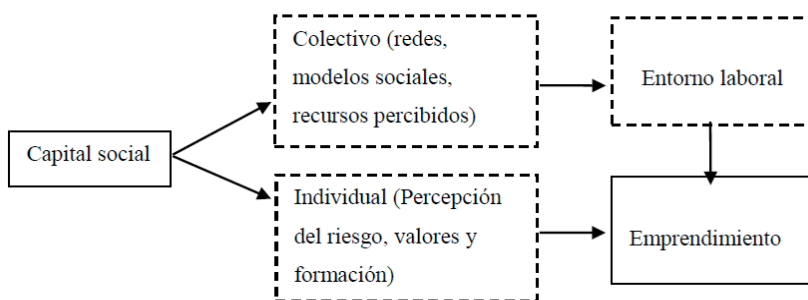 Colectivo (redes,
modelos sociales,
recursos percibidos)
Entorno laboral
Capital social
Individual (Percepción
del riesgo, valores y
formación)
Emprendimiento